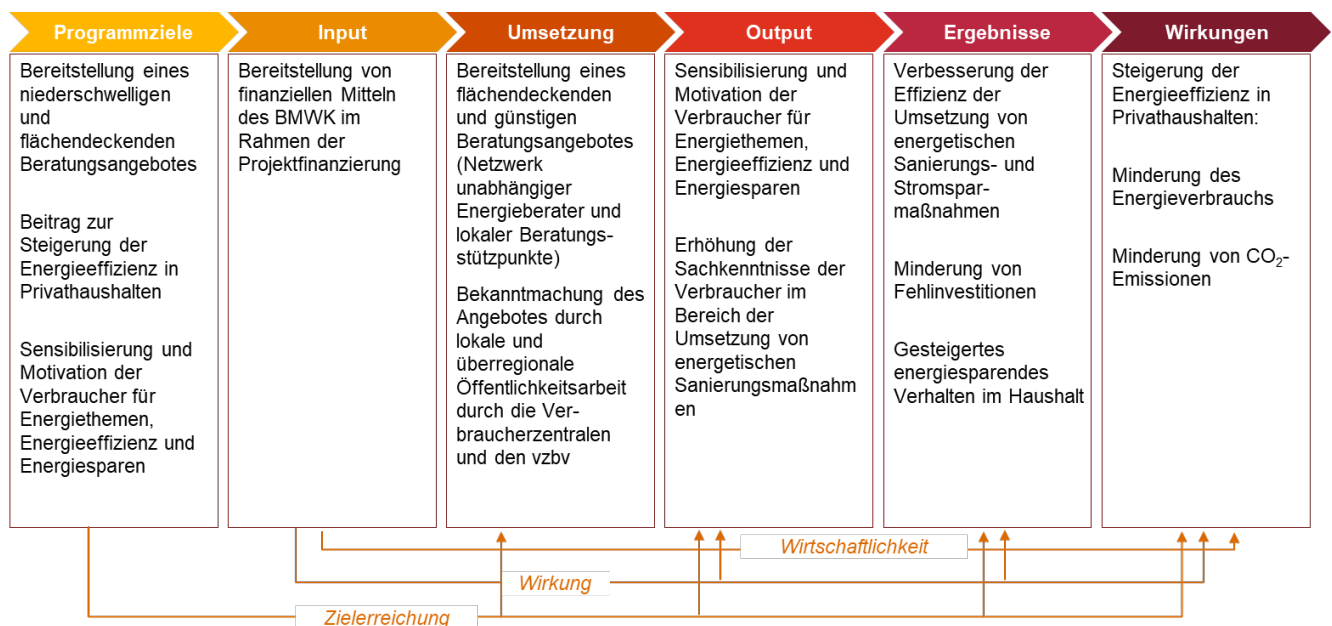 Programmziele
Input
Umsetzung
Output
Ergebnisse
Wirkungen
Bereitstellung eines
niederschwelligen
und
flächendeckenden
Beratungsangebotes
Beitrag zur
Steigerung der
Energieeffizienz in
Privathaushalten
Sensibilisierung und
Motivation der
Verbraucher für
Energiethemen,
Energieeffizienz und
Energiesparen
Bereitstellung von
finanziellen Mitteln
des BMWK im
Rahmen der
Projektfinanzierung
Bereitstellung eines
flächendeckenden
und günstigen
Beratungsangebotes
(Netzwerk
unabhängiger
Energieberater und
lokaler Beratungs-
stützpunkte)
Bekanntmachung des
Angebotes durch
lokale und
überregionale
Öffentlichkeitsarbeit
durch die Ver-
braucherzentralen
und den vzbv
Sensibilisierung und
Motivation der
Verbraucher für
Energiethemen,
Energieeffizienz und
Energiesparen
Erhöhung der
Sachkenntnisse der
Verbraucher im
Bereich der
Umsetzung von
energetischen
Sanierungsmaßnahm
en
Verbesserung der
Effizienz der
Umsetzung von
energetischen
Sanierungs- und
Stromspar-
maßnahmen
Minderung von
Fehlinvestitionen
Gesteigertes
energiesparendes
Verhalten im Haushalt
Steigerung der
Energieeffizienz in
Privathaushalten:
Minderung des
Energieverbrauchs
Minderung von CO₂-
Emissionen
Wirtschaftlichkeit
Wirkung
Zielerreichung